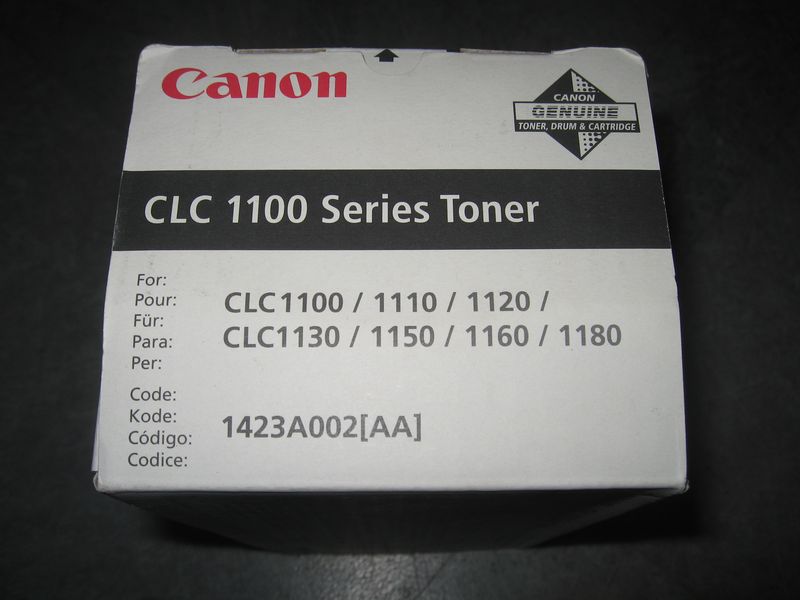 Canon
CANON
GENUINE
TONER, DRUM & CARTRIDGE
CLC 1100 Series Toner
For:
Pour:
Für:
Para:
Per:
CLC1100 / 1110 / 1120 /
CLC1130 / 1150 / 1160 / 1180
Code:
Kode:
Código:
Codice:
1423A002[AA]